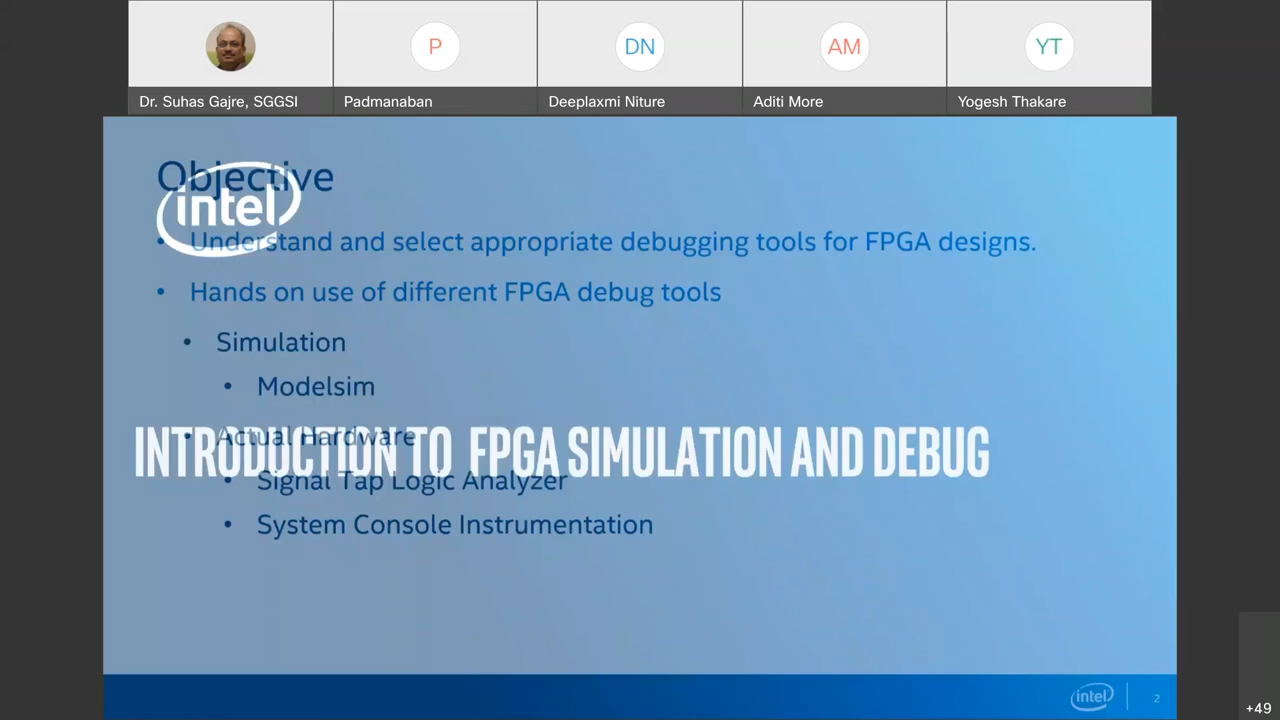 P
DN
AM
YT
Dr. Suhas Gajre, SGGSI
Padmanaban
Deeplaxmi Niture
Aditi More
Yogesh Thakare
Objective
intel
• Understand and select appropriate debugging tools for FPGA designs.
• Hands on use of different FPGA debug tools
• Simulation
• Modelsim
• Actual Hardware
INTRODUCTION TO FPGA SIMULATION AND DEBUG
• Signal Tap Logic Analyzer
• System Console Instrumentation
intel
2
+49